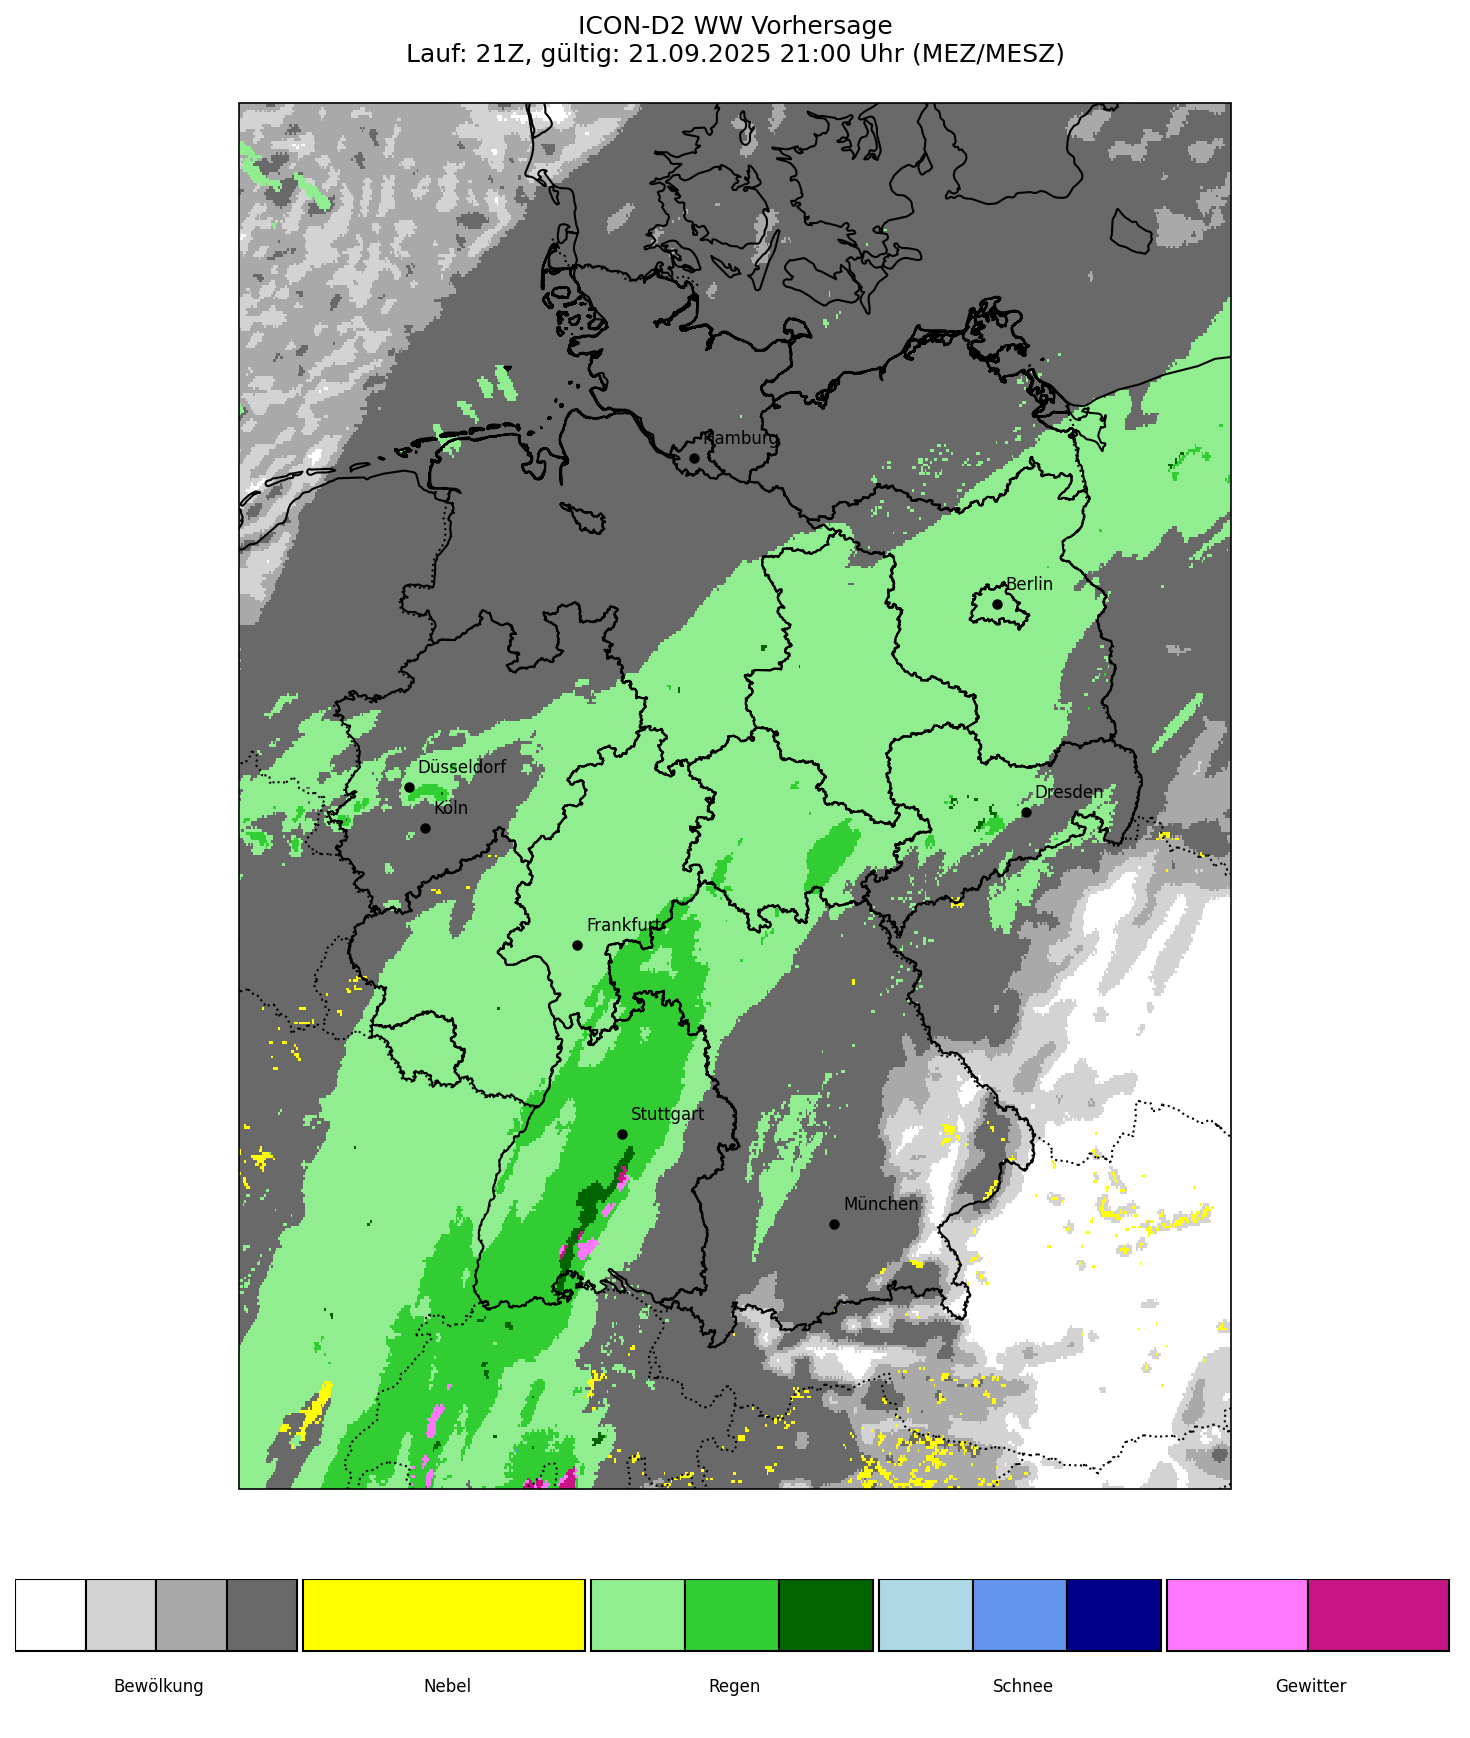 ICON-D2 WW Vorhersage
Lauf: 21Z, gültig: 21.09.2025 21:00 Uhr (MEZ/MESZ)
Hamburg
Berlin
Düsseldorf
Dresden
Köln
Frankfurt
Stuttgart
München
Bewölkung
Nebel
Regen
Schnee
Gewitter